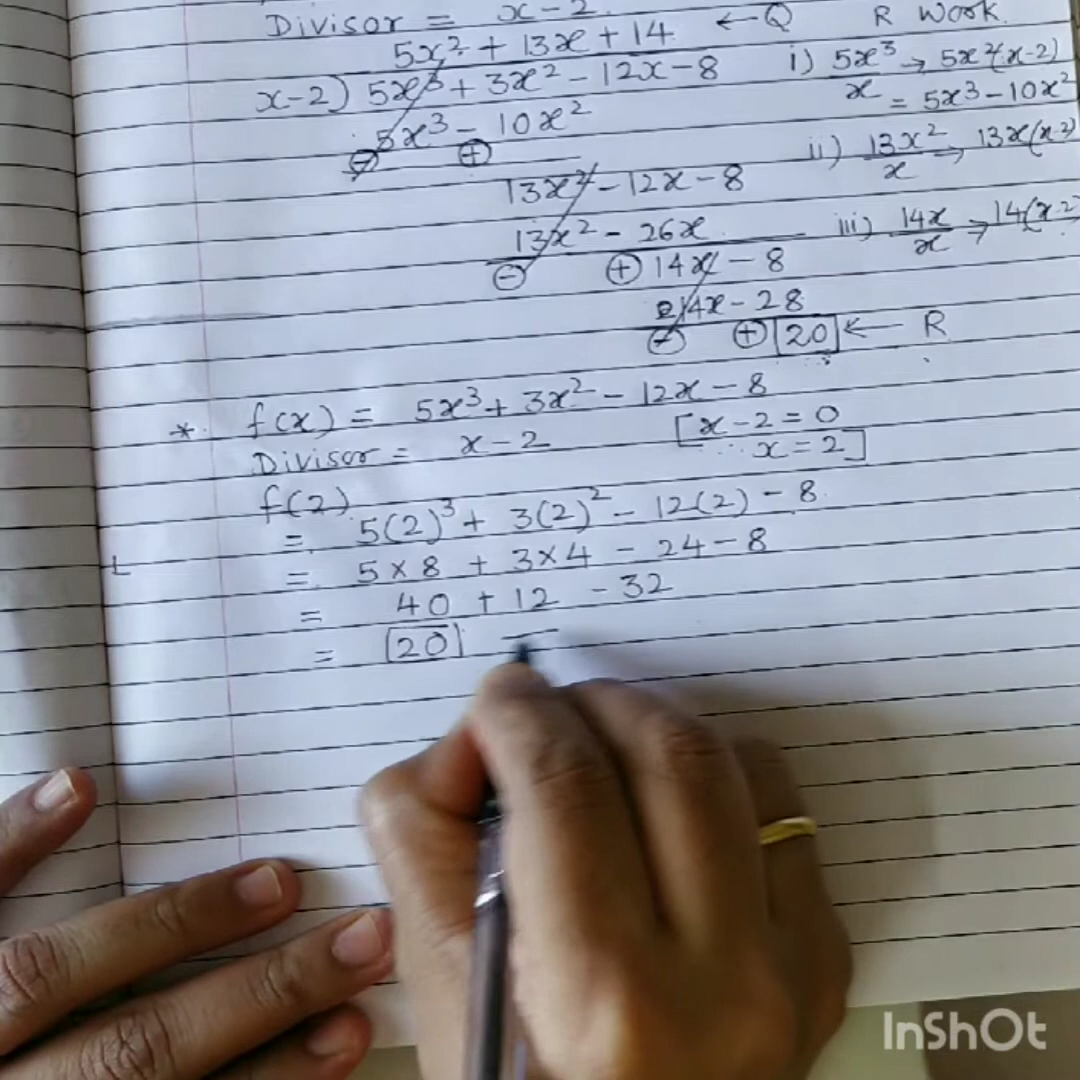 Divisor = x-2
5x² + 13x + 14 ← Q R Work.
x-2 ) 5x³ + 3x² - 12x - 8 i) 5x³/x → 5x²(x-2)
5x³ - 10x² = 5x³ - 10x²
⊖ ⊕ ii) 13x²/x → 13x(x-2)
13x² - 12x - 8
13x² - 26x iii) 14x/x → 14(x-2)
⊖ ⊕ 14x - 8
14x - 28
⊖ ⊕ 20 ← R
* f(x) = 5x³ + 3x² - 12x - 8
Divisor = x-2 [x-2 = 0
∴ x = 2]
f(2)
= 5(2)³ + 3(2)² - 12(2) - 8
= 5 × 8 + 3×4 - 24 - 8
= 40 + 12 - 32
= 20
InShOt